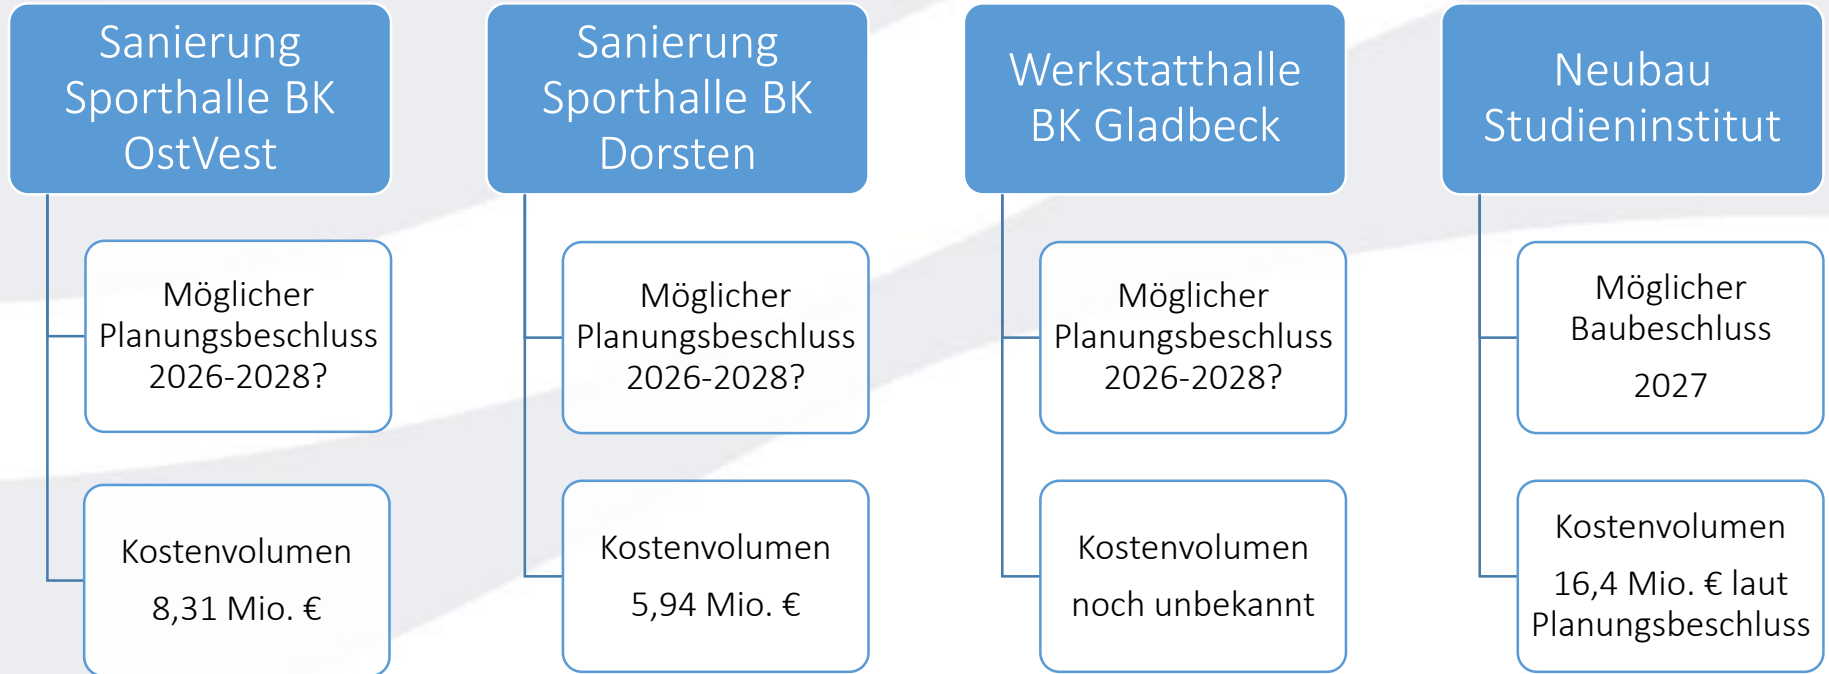 Sanierung
Sporthalle BK
OstVest
Möglicher
Planungsbeschluss
2026-2028?
Kostenvolumen
8,31 Mio. €
Sanierung
Sporthalle BK
Dorsten
Möglicher
Planungsbeschluss
2026-2028?
Kostenvolumen
5,94 Mio. €
Werkstatthalle
BK Gladbeck
Möglicher
Planungsbeschluss
2026-2028?
Kostenvolumen
noch unbekannt
Neubau
Studieninstitut
Möglicher
Baubeschluss
2027
Kostenvolumen
16,4 Mio. € laut
Planungsbeschluss